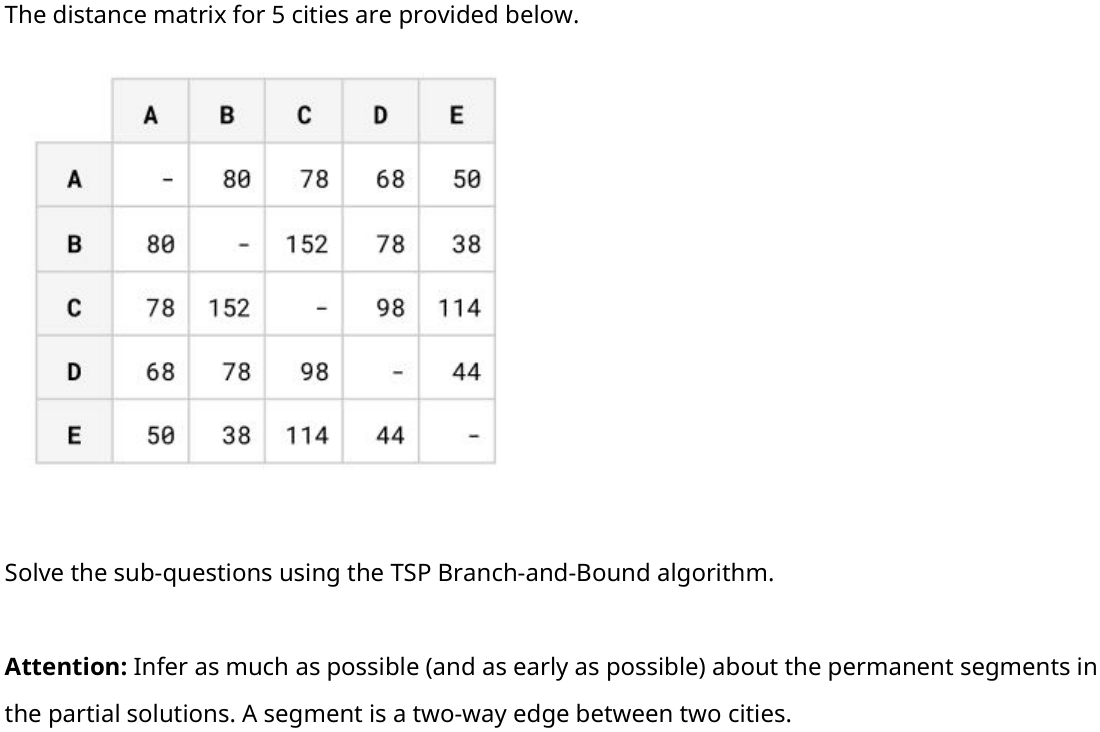 The distance matrix for 5 cities are provided below.
A B C D E
A - 80 78 68 50
B 80 - 152 78 38
C 78 152 - 98 114
D 68 78 98 - 44
E 50 38 114 44 -
Solve the sub-questions using the TSP Branch-and-Bound algorithm.
Attention: Infer as much as possible (and as early as possible) about the permanent segments in
the partial solutions. A segment is a two-way edge between two cities.